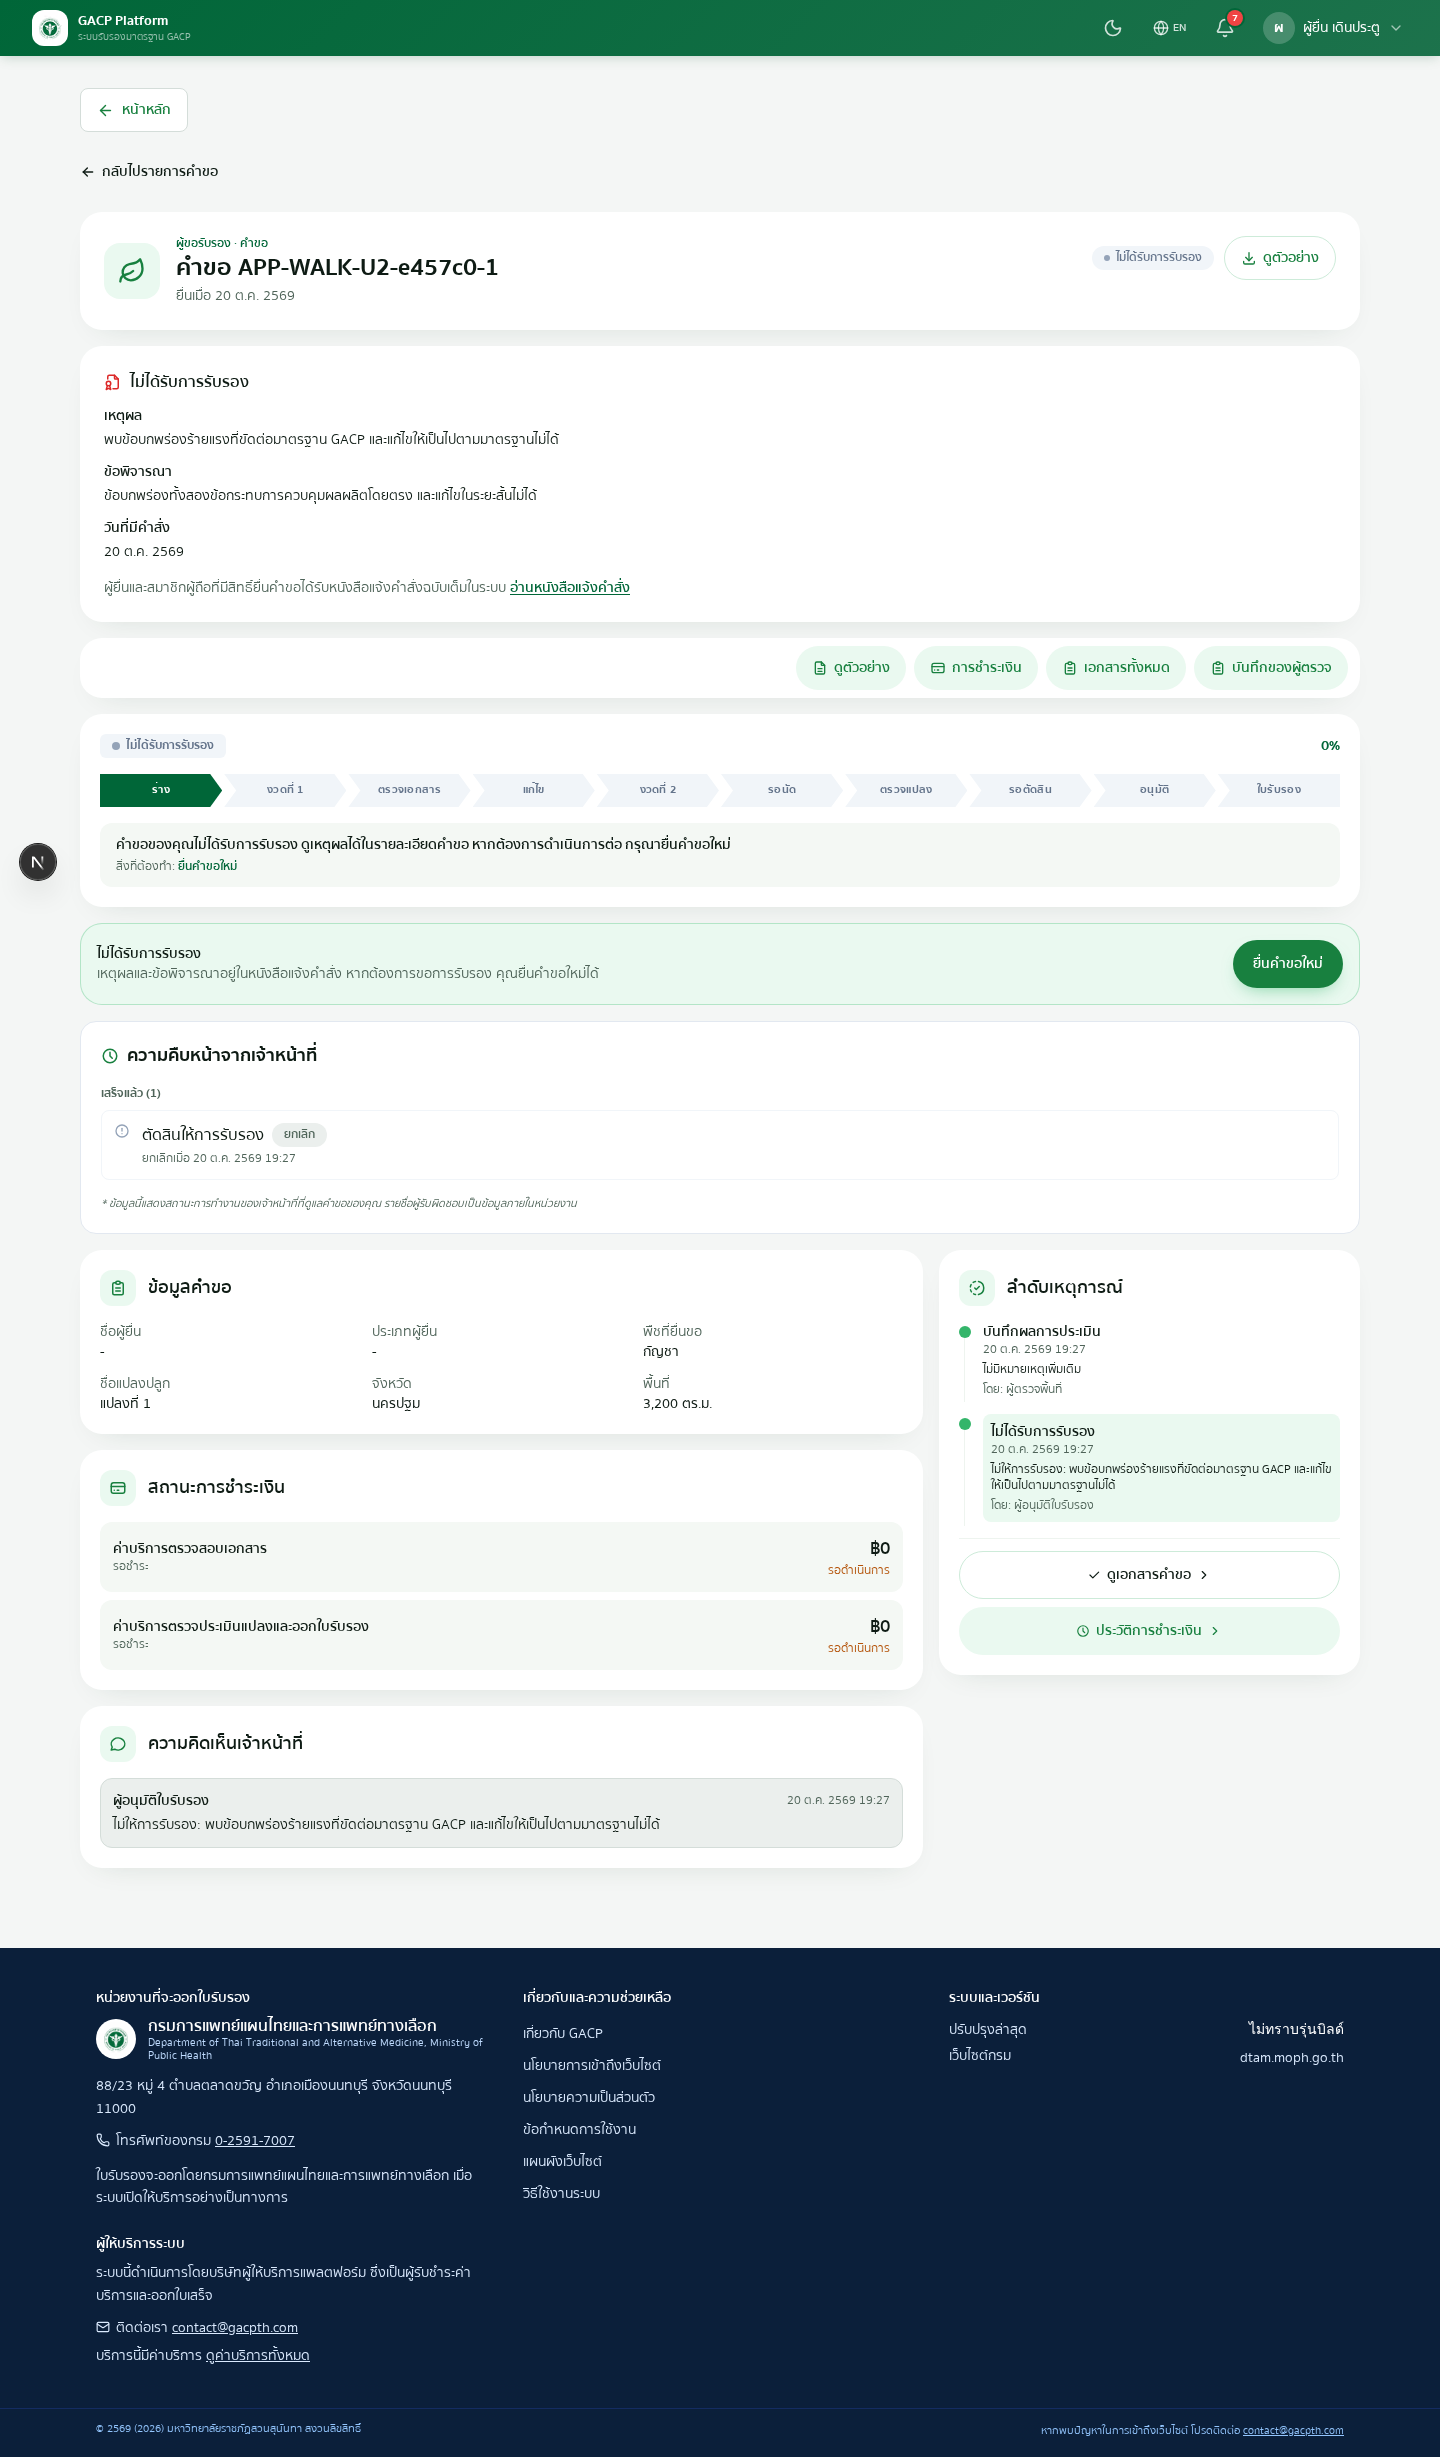 GACP Platform
ระบบรับรองมาตรฐาน GACP
EN
7
ผ
ผู้ยื่น เดินประตู
หน้าหลัก
กลับไปรายการคำขอ
ผู้ขอรับรอง · คำขอ
คำขอ APP-WALK-U2-e457c0-1
ยื่นเมื่อ 20 ต.ค. 2569
ไม่ได้รับการรับรอง
ดูตัวอย่าง
ไม่ได้รับการรับรอง
เหตุผล
พบข้อบกพร่องร้ายแรงที่ขัดต่อมาตรฐาน GACP และแก้ไขให้เป็นไปตามมาตรฐานไม่ได้
ข้อพิจารณา
ข้อบกพร่องทั้งสองข้อกระทบการควบคุมผลผลิตโดยตรง และแก้ไขในระยะสั้นไม่ได้
วันที่มีคำสั่ง
20 ต.ค. 2569
ผู้ยื่นและสมาชิกผู้ถือที่มีสิทธิ์ยื่นคำขอได้รับหนังสือแจ้งคำสั่งฉบับเต็มในระบบ อ่านหนังสือแจ้งคำสั่ง
ดูตัวอย่าง
การชำระเงิน
เอกสารทั้งหมด
บันทึกของผู้ตรวจ
ไม่ได้รับการรับรอง
0%
ร่าง
งวดที่ 1
ตรวจเอกสาร
แก้ไข
งวดที่ 2
รอนัด
ตรวจแปลง
รอตัดสิน
อนุมัติ
ใบรับรอง
คำขอของคุณไม่ได้รับการรับรอง ดูเหตุผลได้ในรายละเอียดคำขอ หากต้องการดำเนินการต่อ กรุณายื่นคำขอใหม่
สิ่งที่ต้องทำ: ยื่นคำขอใหม่
ไม่ได้รับการรับรอง
เหตุผลและข้อพิจารณาอยู่ในหนังสือแจ้งคำสั่ง หากต้องการขอการรับรอง คุณยื่นคำขอใหม่ได้
ยื่นคำขอใหม่
ความคืบหน้าจากเจ้าหน้าที่
เสร็จแล้ว (1)
ตัดสินให้การรับรอง
ยกเลิก
ยกเลิกเมื่อ 20 ต.ค. 2569 19:27
* ข้อมูลนี้แสดงสถานะการทำงานของเจ้าหน้าที่ที่ดูแลคำขอของคุณ รายชื่อผู้รับผิดชอบเป็นข้อมูลภายในหน่วยงาน
ข้อมูลคำขอ
ชื่อผู้ยื่น
-
ประเภทผู้ยื่น
-
พืชที่ยื่นขอ
กัญชา
ชื่อแปลงปลูก
แปลงที่ 1
จังหวัด
นครปฐม
พื้นที่
3,200 ตร.ม.
สถานะการชำระเงิน
ค่าบริการตรวจสอบเอกสาร
รอชำระ
฿0
รอดำเนินการ
ค่าบริการตรวจประเมินแปลงและออกใบรับรอง
รอชำระ
฿0
รอดำเนินการ
ความคิดเห็นเจ้าหน้าที่
ผู้อนุมัติใบรับรอง
20 ต.ค. 2569 19:27
ไม่ให้การรับรอง: พบข้อบกพร่องร้ายแรงที่ขัดต่อมาตรฐาน GACP และแก้ไขให้เป็นไปตามมาตรฐานไม่ได้
ลำดับเหตุการณ์
บันทึกผลการประเมิน
20 ต.ค. 2569 19:27
ไม่มีหมายเหตุเพิ่มเติม
โดย: ผู้ตรวจพื้นที่
ไม่ได้รับการรับรอง
20 ต.ค. 2569 19:27
ไม่ให้การรับรอง: พบข้อบกพร่องร้ายแรงที่ขัดต่อมาตรฐาน GACP และแก้ไข
ให้เป็นไปตามมาตรฐานไม่ได้
โดย: ผู้อนุมัติใบรับรอง
ดูเอกสารคำขอ
ประวัติการชำระเงิน
หน่วยงานที่จะออกใบรับรอง
กรมการแพทย์แผนไทยและการแพทย์ทางเลือก
Department of Thai Traditional and Alternative Medicine, Ministry of
Public Health
88/23 หมู่ 4 ตำบลตลาดขวัญ อำเภอเมืองนนทบุรี จังหวัดนนทบุรี
11000
โทรศัพท์ของกรม 0-2591-7007
ใบรับรองจะออกโดยกรมการแพทย์แผนไทยและการแพทย์ทางเลือก เมื่อ
ระบบเปิดให้บริการอย่างเป็นทางการ
ผู้ให้บริการระบบ
ระบบนี้ดำเนินการโดยบริษัทผู้ให้บริการแพลตฟอร์ม ซึ่งเป็นผู้รับชำระค่า
บริการและออกใบเสร็จ
ติดต่อเรา contact@gacpth.com
บริการนี้มีค่าบริการ ดูค่าบริการทั้งหมด
เกี่ยวกับและความช่วยเหลือ
เกี่ยวกับ GACP
นโยบายการเข้าถึงเว็บไซต์
นโยบายความเป็นส่วนตัว
ข้อกำหนดการใช้งาน
แผนผังเว็บไซต์
วิธีใช้งานระบบ
ระบบและเวอร์ชัน
ปรับปรุงล่าสุด
ไม่ทราบรุ่นบิลด์
เว็บไซต์กรม
dtam.moph.go.th
© 2569 (2026) มหาวิทยาลัยราชภัฏสวนสุนันทา สงวนลิขสิทธิ์
หากพบปัญหาในการเข้าถึงเว็บไซต์ โปรดติดต่อ contact@gacpth.com